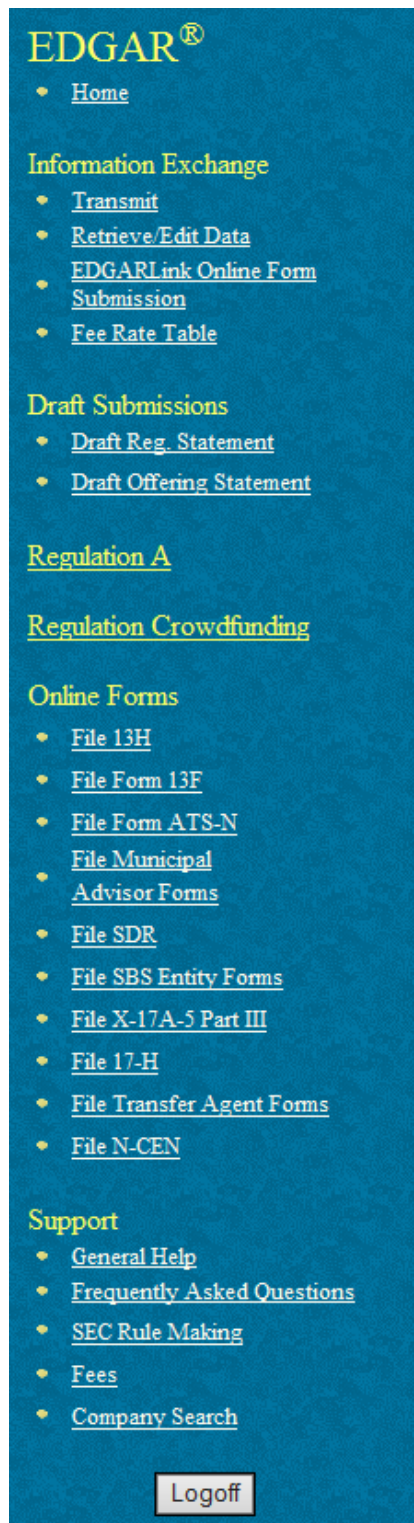 EDGAR®
Home
Information Exchange
Transmit
Retrieve/Edit Data
EDGARLink Online Form
Submission
Fee Rate Table
Draft Submissions
Draft Reg. Statement
Draft Offering Statement
Regulation A
Regulation Crowdfunding
Online Forms
File 13H
File Form 13F
File Form ATS-N
File Municipal
Advisor Forms
File SDR
File SBS Entity Forms
File X-17A-5 Part III
File 17-H
File Transfer Agent Forms
File N-CEN
Support
General Help
Frequently Asked Questions
SEC Rule Making
Fees
Company Search
Logoff